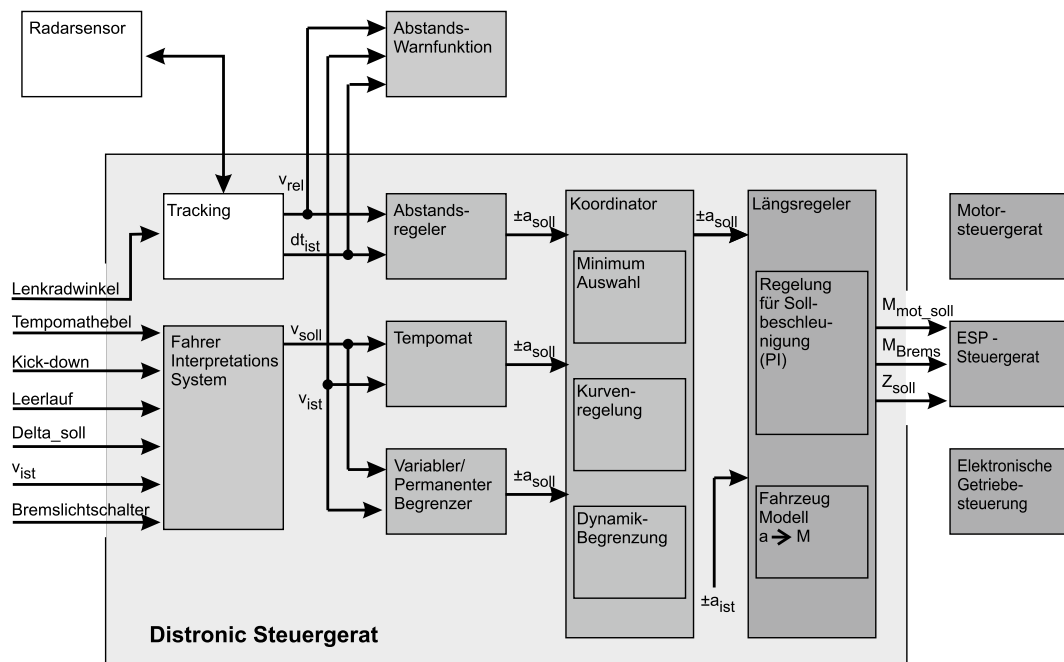 Radarsensor
Abstands-
Warnfunktion
v_rel
Tracking
dt_ist
Abstands-
regeler
±a_soll
Koordinator
±a_soll
Längsregeler
Motor-
steuergerat
Minimum
Auswahl
Regelung
für Soll-
beschleu-
nigung
(PI)
Lenkradwinkel
Tempomathebel
Kick-down
Leerlauf
Delta_soll
v_ist
Bremslichtschalter
Fahrer
Interpretations
System
v_soll
v_ist
Tempomat
±a_soll
Kurven-
regelung
M_mot_soll
M_Brems
Z_soll
ESP -
Steuergerat
Variabler/
Permanenter
Begrenzer
±a_soll
Dynamik-
Begrenzung
Fahrzeug
Modell
a → M
±a_ist
Elektronische
Getriebe-
steuerung
Distronic Steuergerat